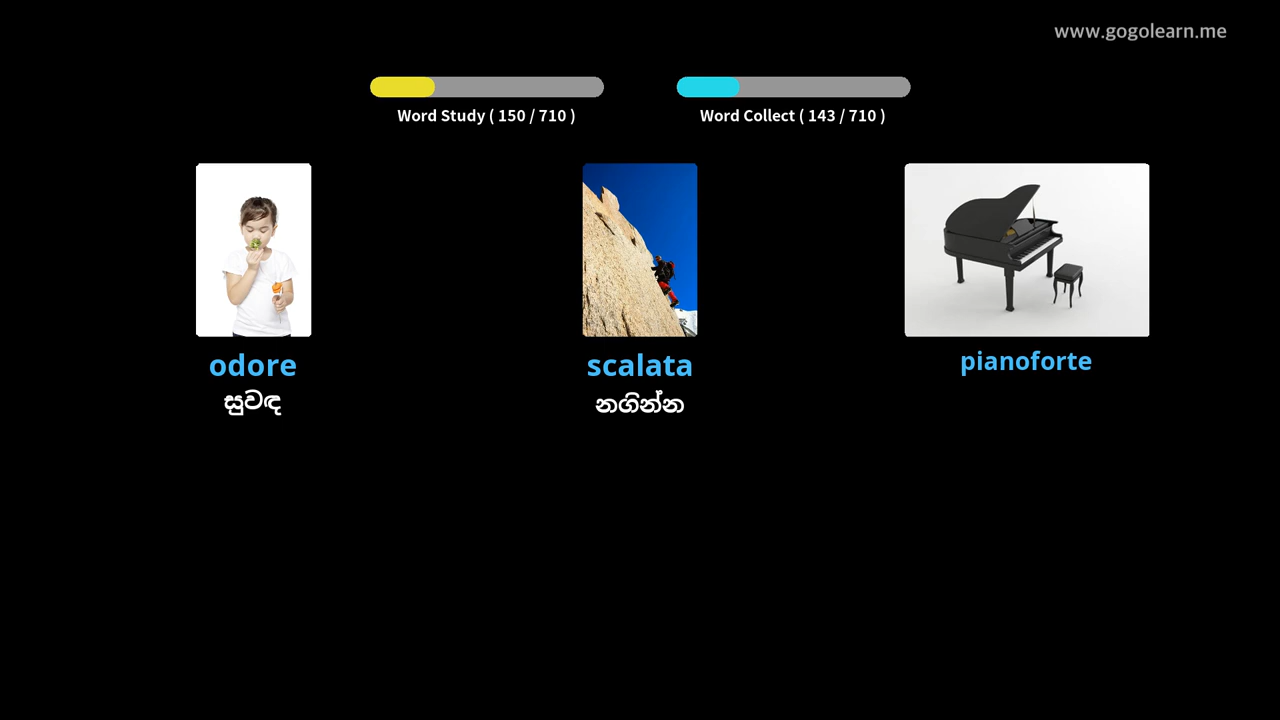 www.gogolearn.me
Word Study ( 150 / 710 )
Word Collect ( 143 / 710 )
odore
scalata
pianoforte
සුවඳ
නගින්න